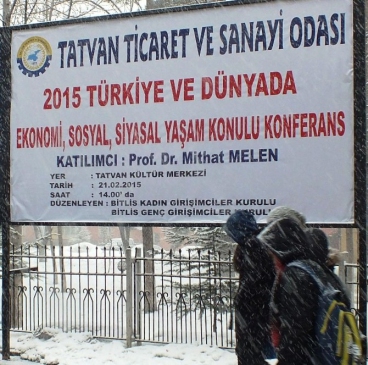 TATVAN TİCARET VE SANAYİ ODASI
2015 TÜRKİYE VE DÜNYADA
EKONOMİ, SOSYAL, SİYASAL YAŞAM KONULU KONFERANS
KATILIMCI : Prof. Dr. Mithat MELEN
YER : TATVAN KÜLTÜR MERKEZİ
TARİH : 21.02.2015
SAAT : 14.00' da
DÜZENLEYEN : BİTLİS KADIN GİRİŞİMCİLER KURULU
BİTLİS GENÇ GİRİŞİMCİLER KURULU